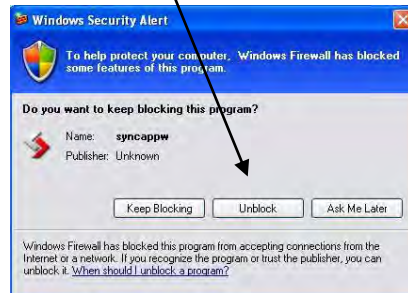 Windows Security Alert
To help protect your computer, Windows Firewall has blocked
some features of this program.
Do you want to keep blocking this program?
Name: syncappw
Publisher: Unknown
Keep Blocking Unblock Ask Me Later
Windows Firewall has blocked this program from accepting connections from the
Internet or a network. If you recognize the program or trust the publisher, you can
unblock it. When should I unblock a program?